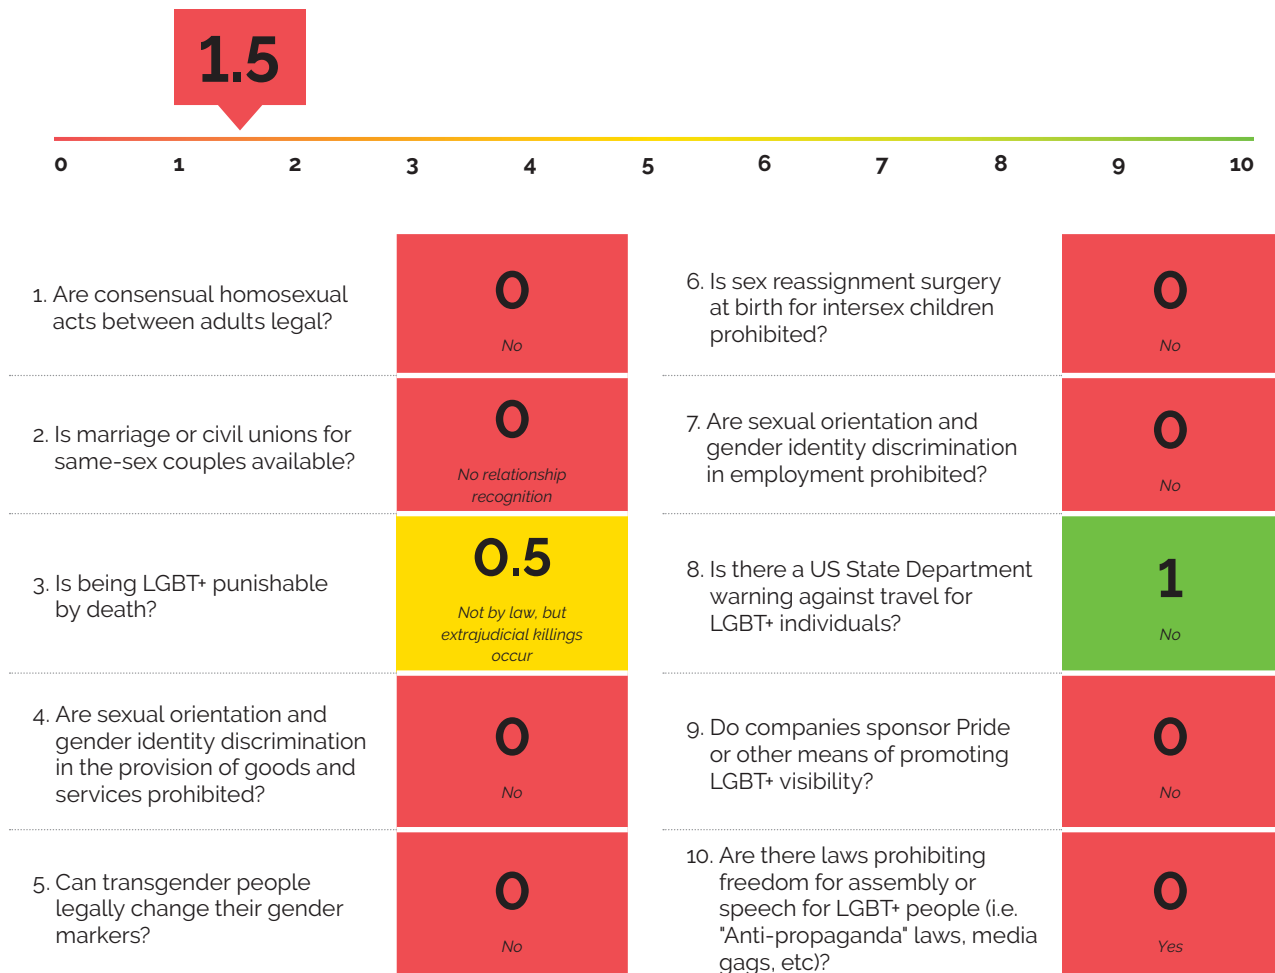 1.5
0 1 2 3 4 5 6 7 8 9 10
1. Are consensual homosexual
acts between adults legal?
0
No
2. Is marriage or civil unions for
same-sex couples available?
0
No relationship
recognition
3. Is being LGBT+ punishable
by death?
0.5
Not by law, but
extrajudicial killings
occur
4. Are sexual orientation and
gender identity discrimination
in the provision of goods and
services prohibited?
0
No
5. Can transgender people
legally change their gender
markers?
0
No
6. Is sex reassignment surgery
at birth for intersex children
prohibited?
0
No
7. Are sexual orientation and
gender identity discrimination
in employment prohibited?
0
No
8. Is there a US State Department
warning against travel for
LGBT+ individuals?
1
No
9. Do companies sponsor Pride
or other means of promoting
LGBT+ visibility?
0
No
10. Are there laws prohibiting
freedom for assembly or
speech for LGBT+ people (i.e.
"Anti-propaganda" laws, media
gags, etc)?
0
Yes